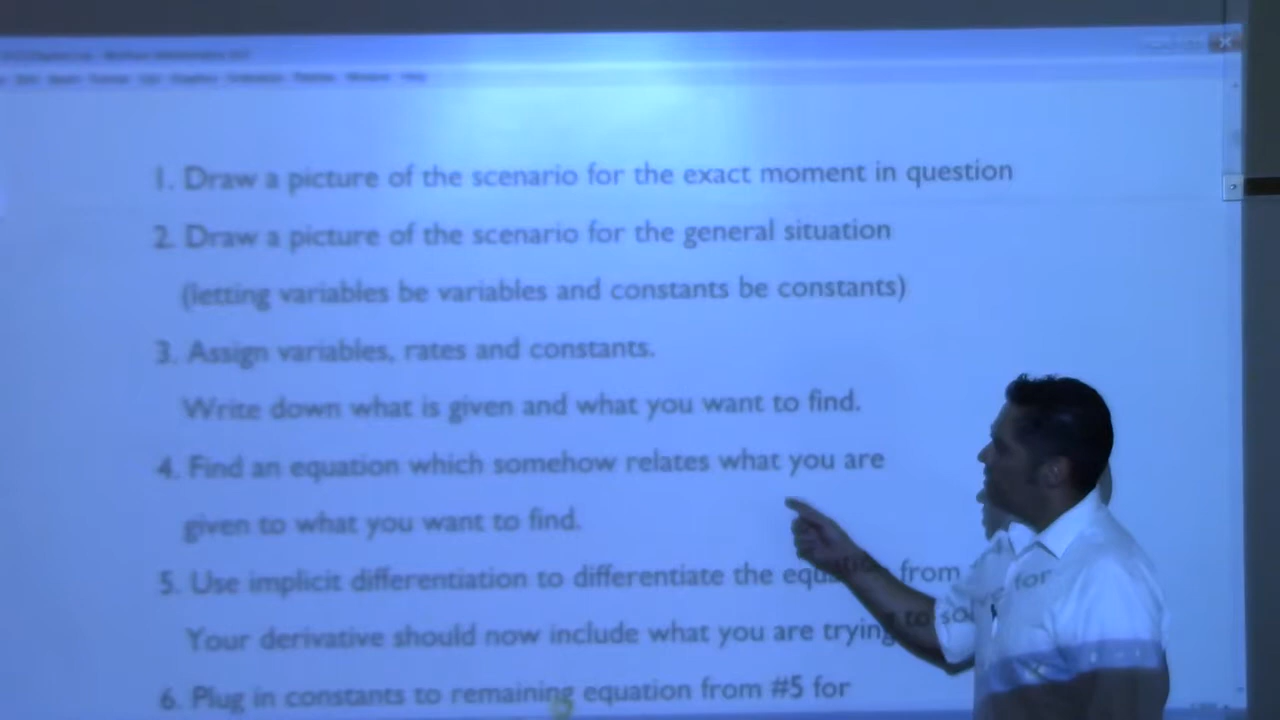 1. Draw a picture of the scenario for the exact moment in question
2. Draw a picture of the scenario for the general situation
(letting variables be variables and constants be constants)
3. Assign variables, rates and constants.
Write down what is given and what you want to find.
4. Find an equation which somehow relates what you are
given to what you want to find.
5. Use implicit differentiation to differentiate the equation from for
Your derivative should now include what you are trying to
6. Plug in constants to remaining equation from #5 for